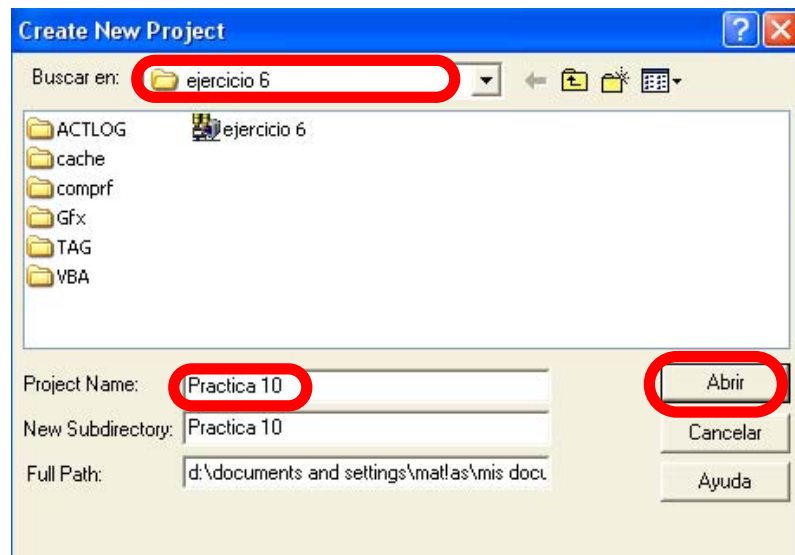 Create New Project
Buscar en: ejercicio 6
ACTLOG ejercicio 6
cache
comprf
Gfx
TAG
VBA
Project Name: Practica 10 Abrir
New Subdirectory: Practica 10 Cancelar
Full Path: d:\documents and settings\mat!as\mis docu Ayuda